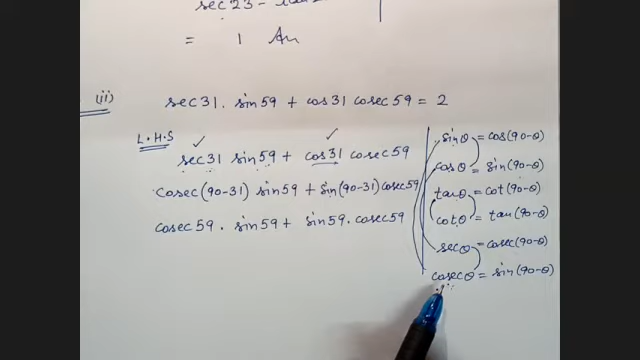 sec 23 -
= 1 An
(ii) sec31. sin59 + cos31 cosec59 = 2
L.H.S
sec31 sin59 + cos31 cosec59
cosec(90-31) sin59 + sin(90-31) cosec59
cosec59 . sin59 + sin59. cosec59
sinθ = cos(90-θ)
cosθ = sin(90-θ)
tanθ = cot(90-θ)
cotθ = tan(90-θ)
secθ = cosec(90-θ)
cosecθ = sin(90-θ)